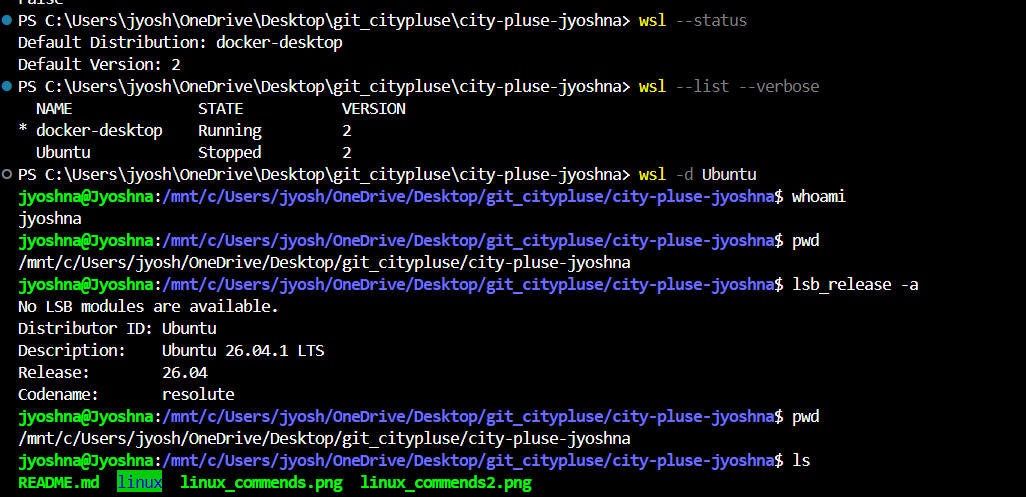 False
PS C:\Users\jyosh\OneDrive\Desktop\git_citypluse\city-pluse-jyoshna> wsl --status
Default Distribution: docker-desktop
Default Version: 2
PS C:\Users\jyosh\OneDrive\Desktop\git_citypluse\city-pluse-jyoshna> wsl --list --verbose
  NAME              STATE           VERSION
* docker-desktop    Running         2
  Ubuntu            Stopped         2
PS C:\Users\jyosh\OneDrive\Desktop\git_citypluse\city-pluse-jyoshna> wsl -d Ubuntu
jyoshna@Jyoshna:/mnt/c/Users/jyosh/OneDrive/Desktop/git_citypluse/city-pluse-jyoshna$ whoami
jyoshna
jyoshna@Jyoshna:/mnt/c/Users/jyosh/OneDrive/Desktop/git_citypluse/city-pluse-jyoshna$ pwd
/mnt/c/Users/jyosh/OneDrive/Desktop/git_citypluse/city-pluse-jyoshna
jyoshna@Jyoshna:/mnt/c/Users/jyosh/OneDrive/Desktop/git_citypluse/city-pluse-jyoshna$ lsb_release -a
No LSB modules are available.
Distributor ID: Ubuntu
Description:    Ubuntu 26.04.1 LTS
Release:        26.04
Codename:       resolute
jyoshna@Jyoshna:/mnt/c/Users/jyosh/OneDrive/Desktop/git_citypluse/city-pluse-jyoshna$ pwd
/mnt/c/Users/jyosh/OneDrive/Desktop/git_citypluse/city-pluse-jyoshna
jyoshna@Jyoshna:/mnt/c/Users/jyosh/OneDrive/Desktop/git_citypluse/city-pluse-jyoshna$ ls
README.md  linux  linux_commends.png  linux_commends2.png